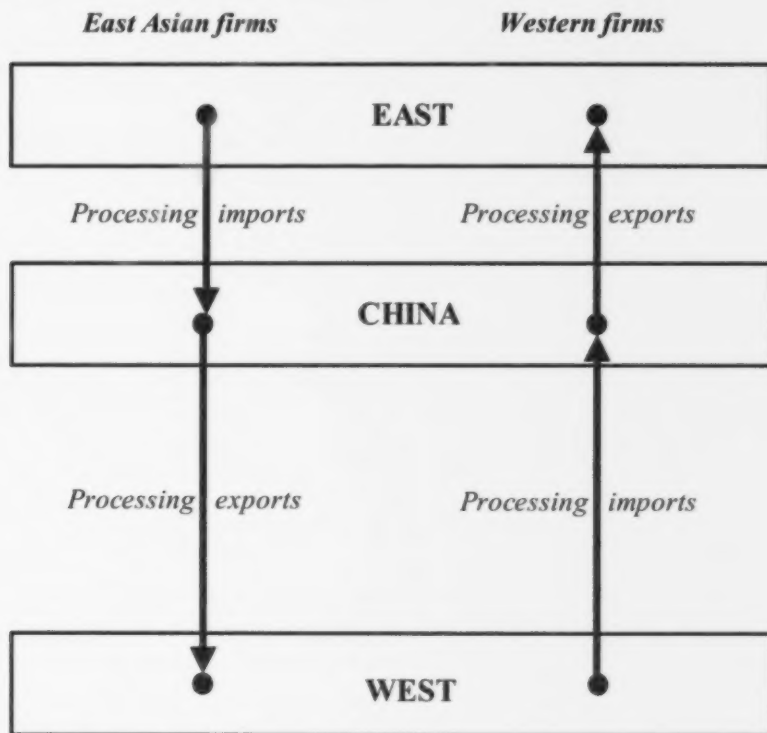 East Asian firms Western firms
EAST
Processing imports Processing exports
CHINA
Processing exports Processing imports
WEST